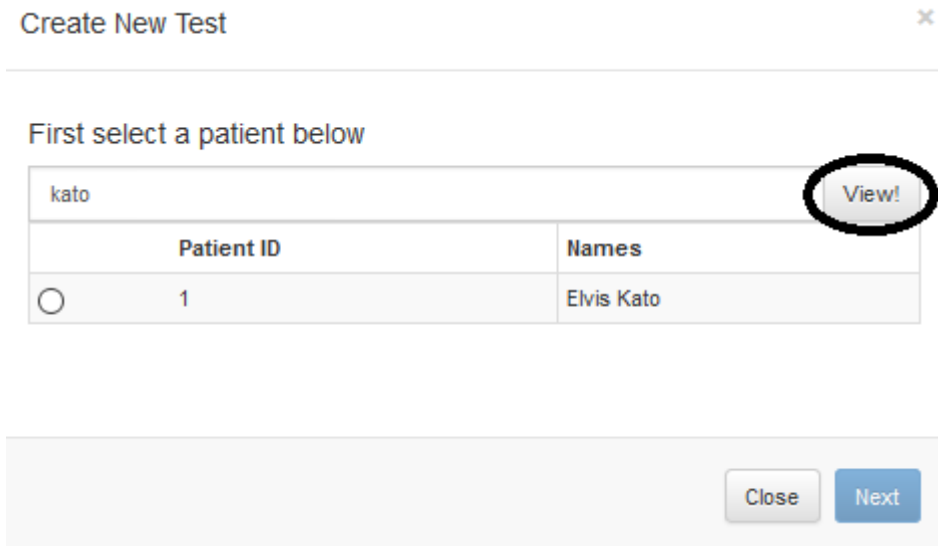 Create New Test ×
First select a patient below
kato View!
Patient ID Names
1 Elvis Kato
Close Next